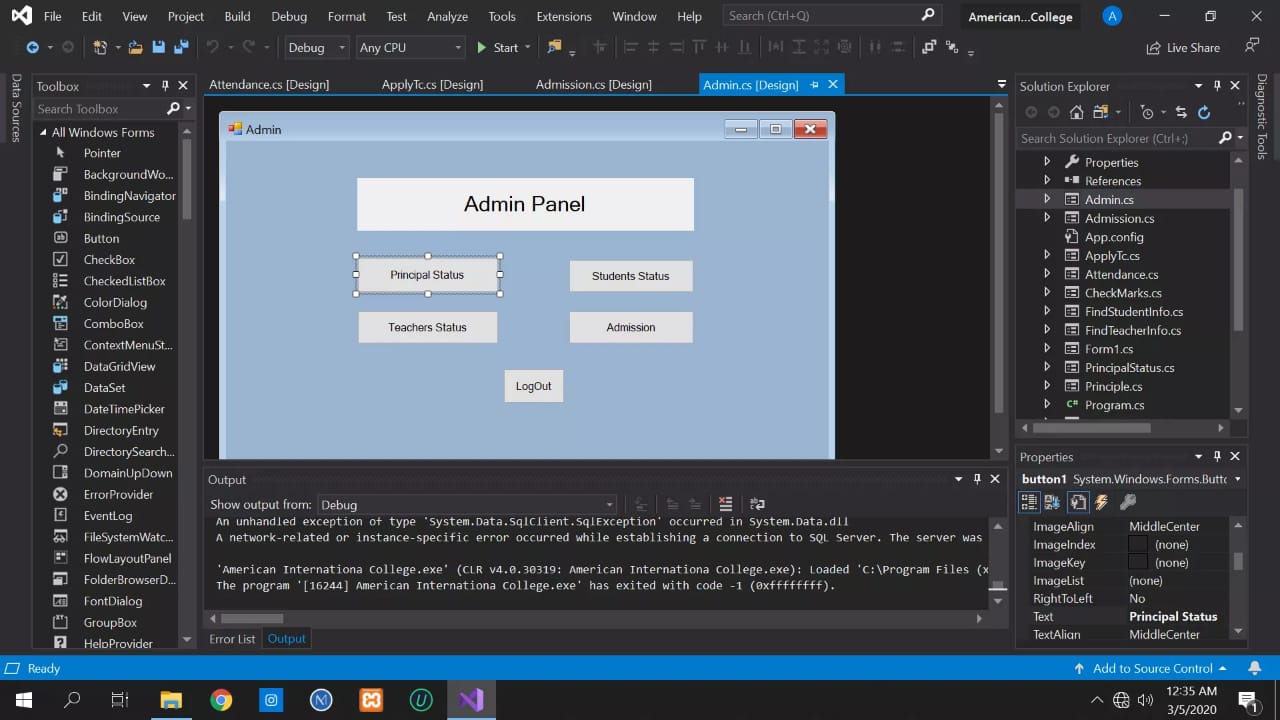 File Edit View Project Build Debug Format Test Analyze Tools Extensions Window Help Search (Ctrl+Q) American...College A
Debug Any CPU Start Live Share
Data Sources
Toolbox
Search Toolbox
All Windows Forms
Pointer
BackgroundWo...
BindingNavigator
BindingSource
Button
CheckBox
CheckedListBox
ColorDialog
ComboBox
ContextMenuSt...
DataGridView
DataSet
DateTimePicker
DirectoryEntry
DirectorySearch...
DomainUpDown
ErrorProvider
EventLog
FileSystemWatch...
FlowLayoutPanel
FolderBrowserD...
FontDialog
GroupBox
HelpProvider
Attendance.cs [Design] ApplyTc.cs [Design] Admission.cs [Design] Admin.cs [Design]
Admin
Admin Panel
Principal Status Students Status
Teachers Status Admission
LogOut
Output
Show output from: Debug
An unhandled exception of type 'System.Data.SqlClient.SqlException' occurred in System.Data.dll
A network-related or instance-specific error occurred while establishing a connection to SQL Server. The server was
'American Internationa College.exe' (CLR v4.0.30319: American Internationa College.exe): Loaded 'C:\Program Files (x
The program '[16244] American Internationa College.exe' has exited with code -1 (0xffffffff).
Error List Output
Solution Explorer
Search Solution Explorer (Ctrl+;)
Properties
References
Admin.cs
Admission.cs
App.config
ApplyTc.cs
Attendance.cs
CheckMarks.cs
FindStudentInfo.cs
FindTeacherInfo.cs
Form1.cs
PrincipalStatus.cs
Principle.cs
C# Program.cs
Properties
button1 System.Windows.Forms.Butto
ImageAlign MiddleCenter
ImageIndex (none)
ImageKey (none)
ImageList (none)
RightToLeft No
Text Principal Status
TextAlign MiddleCenter
Diagnostic Tools
Ready Add to Source Control
12:35 AM
3/5/2020
1